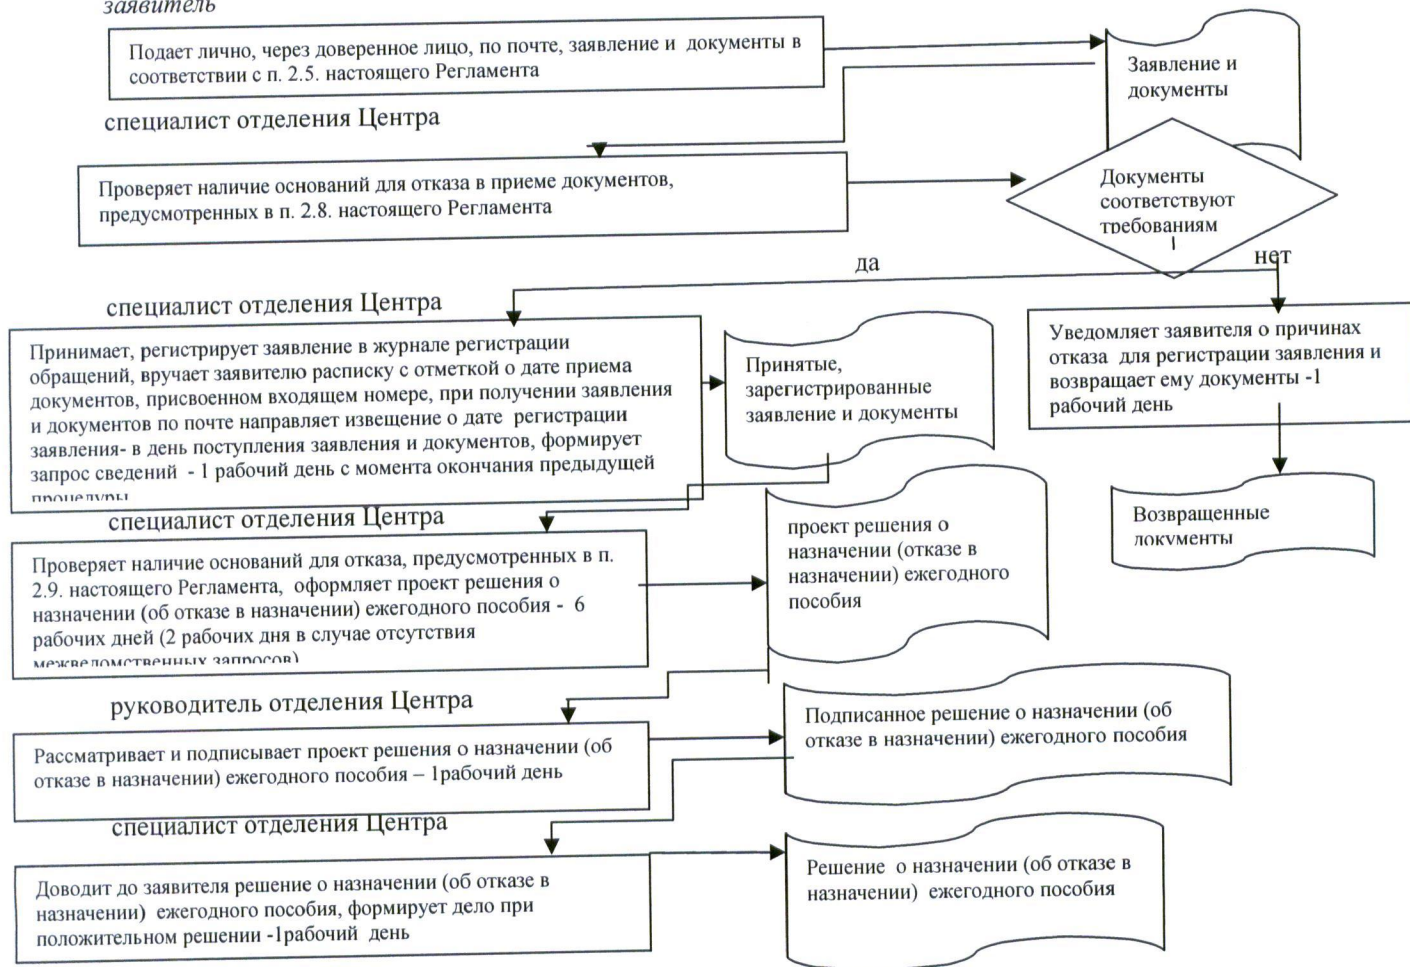 заявитель
Подает лично, через доверенное лицо, по почте, заявление и документы в
соответствии с п. 2.5. настоящего Регламента
Заявление и
документы
специалист отделения Центра
Проверяет наличие оснований для отказа в приеме документов,
предусмотренных в п. 2.8. настоящего Регламента
Документы
соответствуют
требованиям
да
нет
специалист отделения Центра
Принимает, регистрирует заявление в журнале регистрации
обращений, вручает заявителю расписку с отметкой о дате приема
документов, присвоенном входящем номере, при получении заявления
и документов по почте направляет извещение о дате регистрации
заявления- в день поступления заявления и документов, формирует
запрос сведений - 1 рабочий день с момента окончания предыдущей
процедуры
Принятые,
зарегистрированные
заявление и документы
Уведомляет заявителя о причинах
отказа для регистрации заявления и
возвращает ему документы -1
рабочий день
Возвращенные
документы
специалист отделения Центра
Проверяет наличие оснований для отказа, предусмотренных в п.
2.9. настоящего Регламента, оформляет проект решения о
назначении (об отказе в назначении) ежегодного пособия - 6
рабочих дней (2 рабочих дня в случае отсутствия
межведомственных запросов)
проект решения о
назначении (отказе в
назначении) ежегодного
пособия
руководитель отделения Центра
Рассматривает и подписывает проект решения о назначении (об
отказе в назначении) ежегодного пособия – 1рабочий день
Подписанное решение о назначении (об
отказе в назначении) ежегодного пособия
специалист отделения Центра
Доводит до заявителя решение о назначении (об отказе в
назначении) ежегодного пособия, формирует дело при
положительном решении -1рабочий день
Решение о назначении (об отказе в
назначении) ежегодного пособия